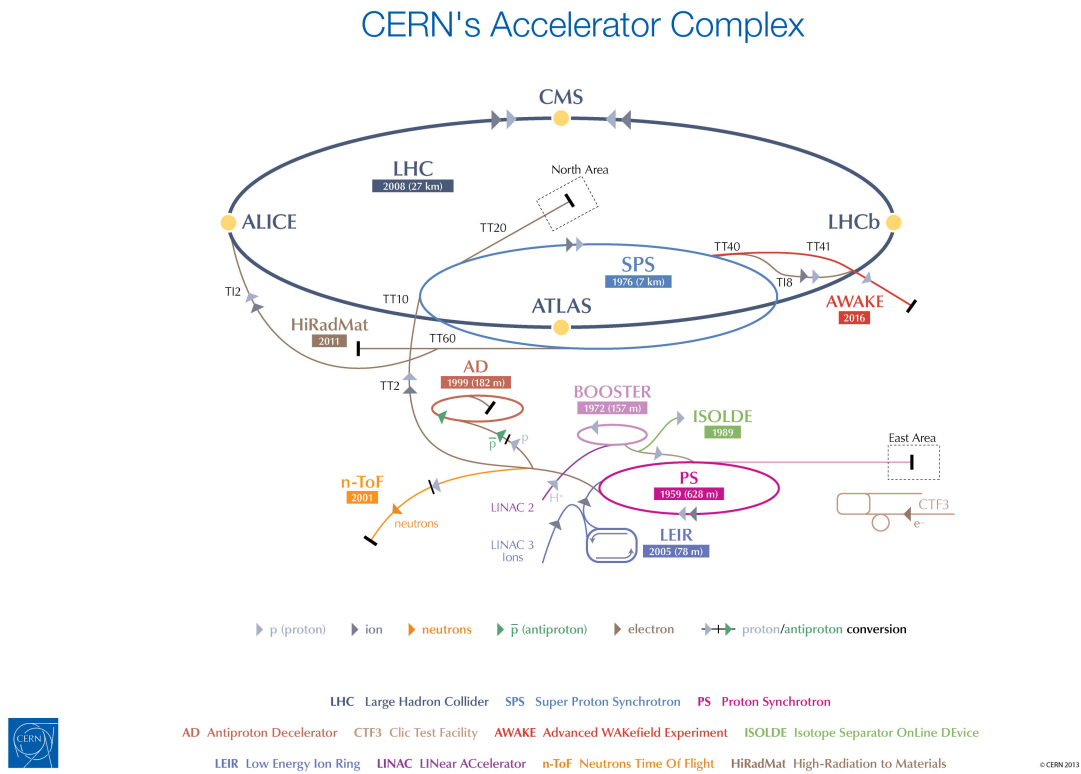 CERN's Accelerator Complex
CMS
LHC
2008 (27 km)
North Area
ALICE
LHCb
TT20
TT40
TT41
SPS
1976 (7 km)
TI8
TI2
TT10
ATLAS
AWAKE
2016
HiRadMat
2011
TT60
AD
1999 (182 m)
TT2
BOOSTER
1972 (157 m)
ISOLDE
1989
p̅
p
East Area
n-ToF
2001
PS
1959 (628 m)
H⁺
LINAC 2
neutrons
CTF3
e⁻
LEIR
2005 (78 m)
LINAC 3
Ions
p (proton) ion neutrons p̅ (antiproton) electron proton/antiproton conversion
LHC Large Hadron Collider SPS Super Proton Synchrotron PS Proton Synchrotron
AD Antiproton Decelerator CTF3 Clic Test Facility AWAKE Advanced WAKefield Experiment ISOLDE Isotope Separator OnLine DEvice
LEIR Low Energy Ion Ring LINAC LINear ACcelerator n-ToF Neutrons Time Of Flight HiRadMat High-Radiation to Materials
CERN
© CERN 2013